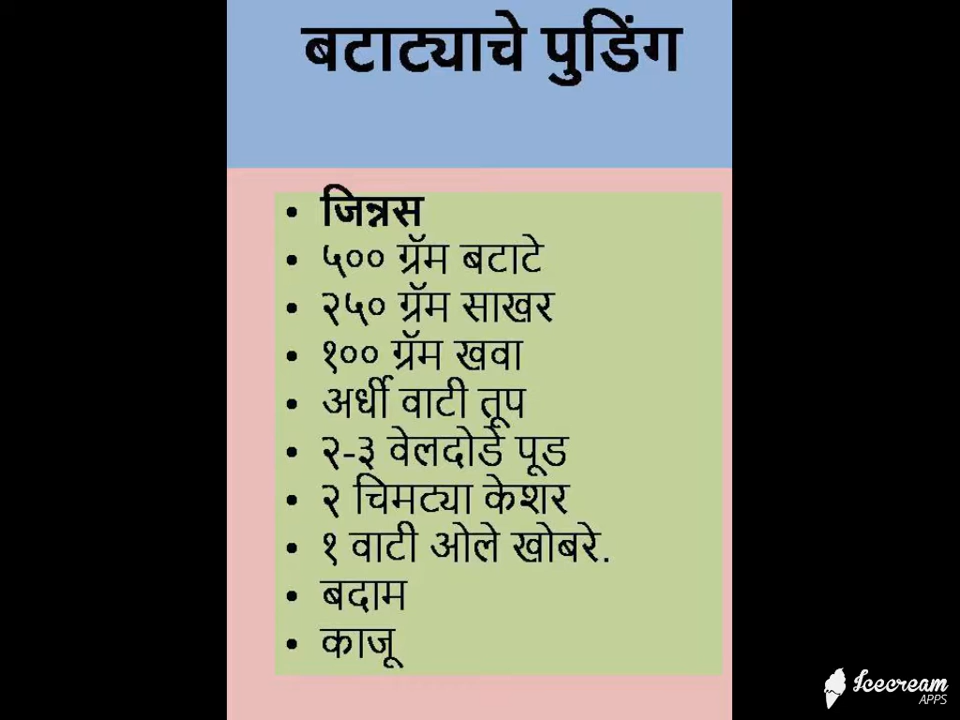 बटाट्याचे पुडिंग
• जिन्नस
• ५०० ग्रॅम बटाटे
• २५० ग्रॅम साखर
• १०० ग्रॅम खवा
• अर्धी वाटी तूप
• २-३ वेलदोडे पूड
• २ चिमट्या केशर
• १ वाटी ओले खोबरे.
• बदाम
• काजू
Icecream
APPS